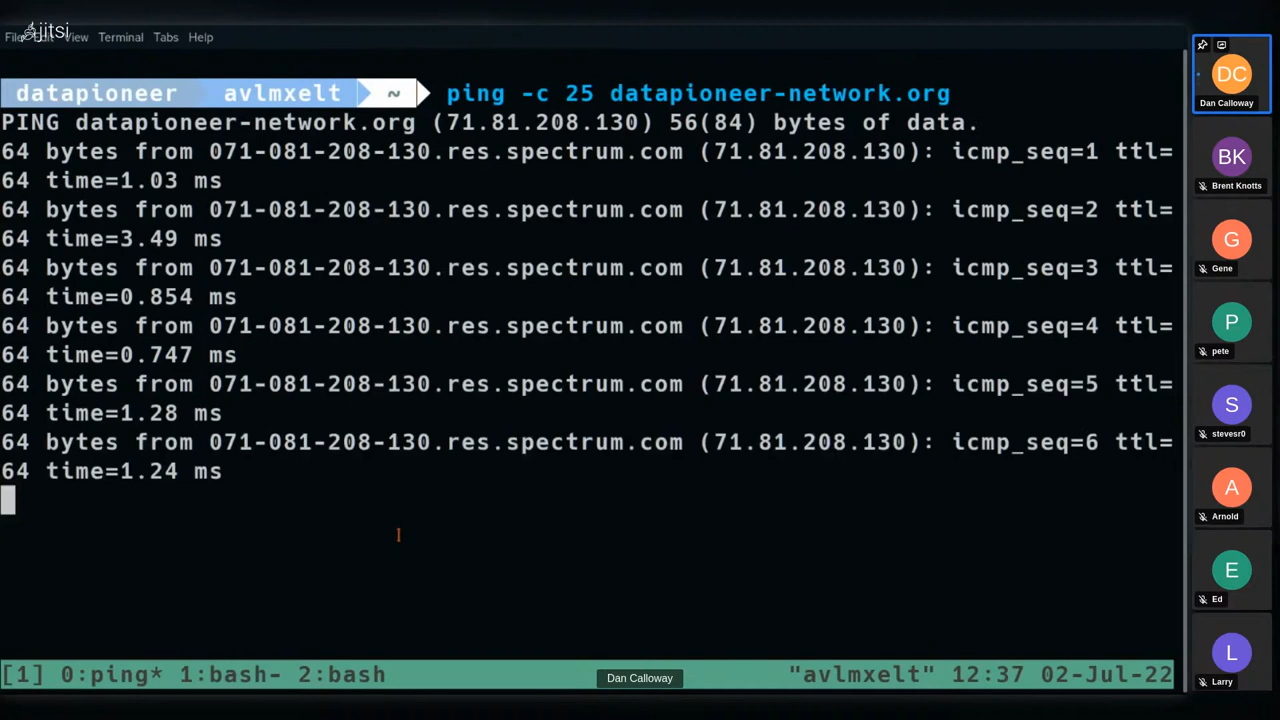 jitsi
File Edit View Terminal Tabs Help
datapioneer avlmxelt ~ ping -c 25 datapioneer-network.org
PING datapioneer-network.org (71.81.208.130) 56(84) bytes of data.
64 bytes from 071-081-208-130.res.spectrum.com (71.81.208.130): icmp_seq=1 ttl=
64 time=1.03 ms
64 bytes from 071-081-208-130.res.spectrum.com (71.81.208.130): icmp_seq=2 ttl=
64 time=3.49 ms
64 bytes from 071-081-208-130.res.spectrum.com (71.81.208.130): icmp_seq=3 ttl=
64 time=0.854 ms
64 bytes from 071-081-208-130.res.spectrum.com (71.81.208.130): icmp_seq=4 ttl=
64 time=0.747 ms
64 bytes from 071-081-208-130.res.spectrum.com (71.81.208.130): icmp_seq=5 ttl=
64 time=1.28 ms
64 bytes from 071-081-208-130.res.spectrum.com (71.81.208.130): icmp_seq=6 ttl=
64 time=1.24 ms
[1] 0:ping* 1:bash- 2:bash "avlmxelt" 12:37 02-Jul-22
Dan Calloway
DC
Dan Calloway
BK
Brent Knotts
G
Gene
P
pete
S
stevesr0
A
Arnold
E
Ed
L
Larry